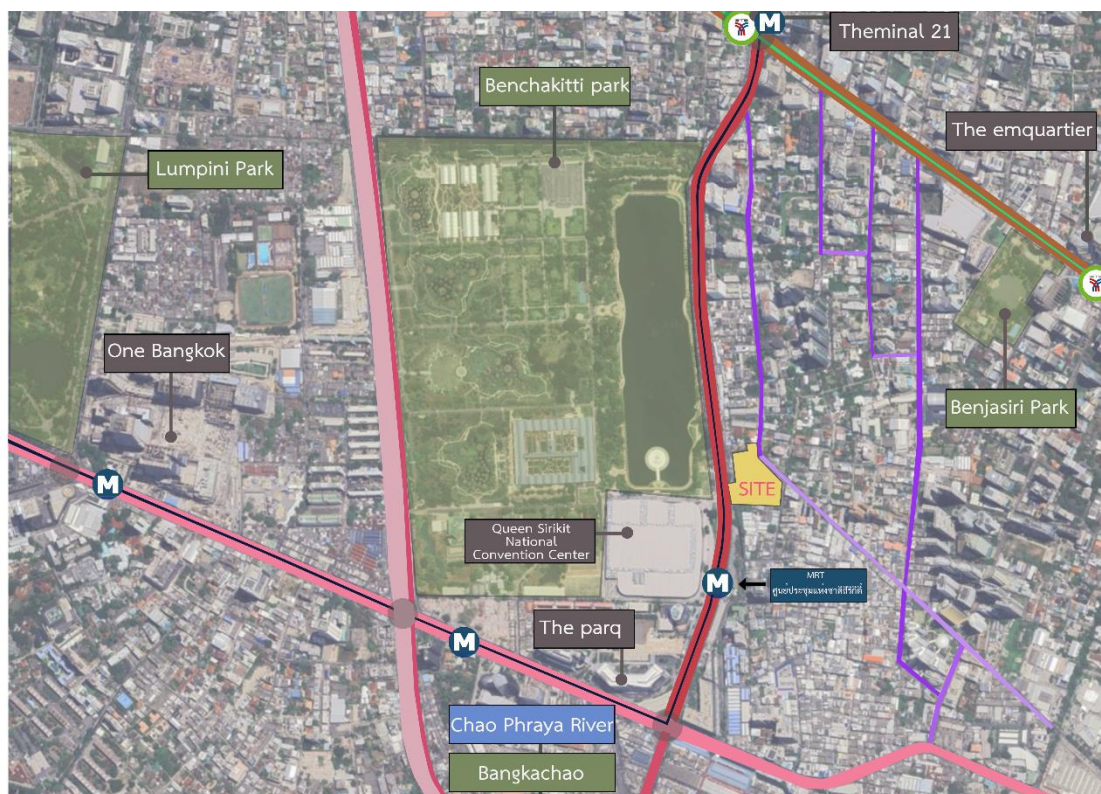 Theminal 21
Benchakitti park
The emquartier
Lumpini Park
One Bangkok
Benjasiri Park
SITE
Queen Sirikit
National
Convention Center
M
M
M
M
MRT
ศูนย์ประชุมแห่งชาติสิริกิติ์
The parq
Chao Phraya River
Bangkachao